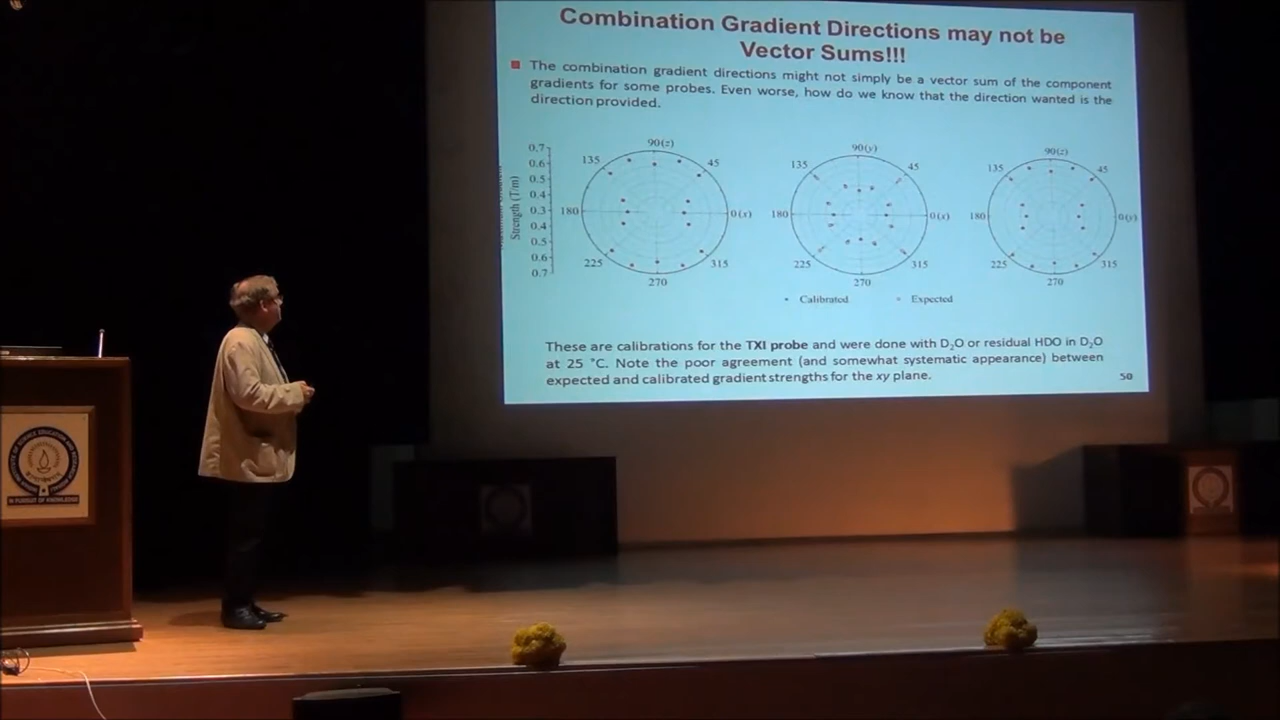 Combination Gradient Directions may not be
Vector Sums!!!
The combination gradient directions might not simply be a vector sum of the component
gradients for some probes. Even worse, how do we know that the direction wanted is the
direction provided.
Strength (T/m)
0.7
0.6
0.5
0.4
0.3
0.4
0.5
0.6
0.7
90(z)
135
45
180
0(x)
225
315
270
90(y)
135
45
180
0(x)
225
315
270
90(z)
135
45
180
0(y)
225
315
270
Calibrated
Expected
These are calibrations for the TXI probe and were done with D₂O or residual HDO in D₂O
at 25 °C. Note the poor agreement (and somewhat systematic appearance) between
expected and calibrated gradient strengths for the xy plane.
50
IN PURSUIT OF KNOWLEDGE